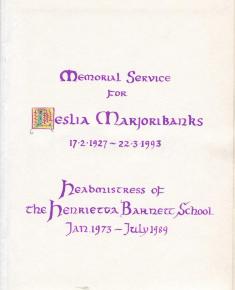 Memorial Service
for
Leslia Marjoribanks
17·2·1927 – 22·3·1993
Headmistress of
the Henrietta Barnett School
Jan. 1973 – July 1989